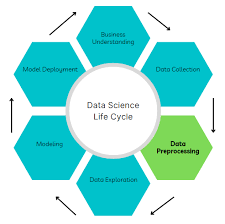 Business
Understanding
Model Deployment
Data Collection
Data Science
Life Cycle
Modeling
Data
Preprocessing
Data Exploration